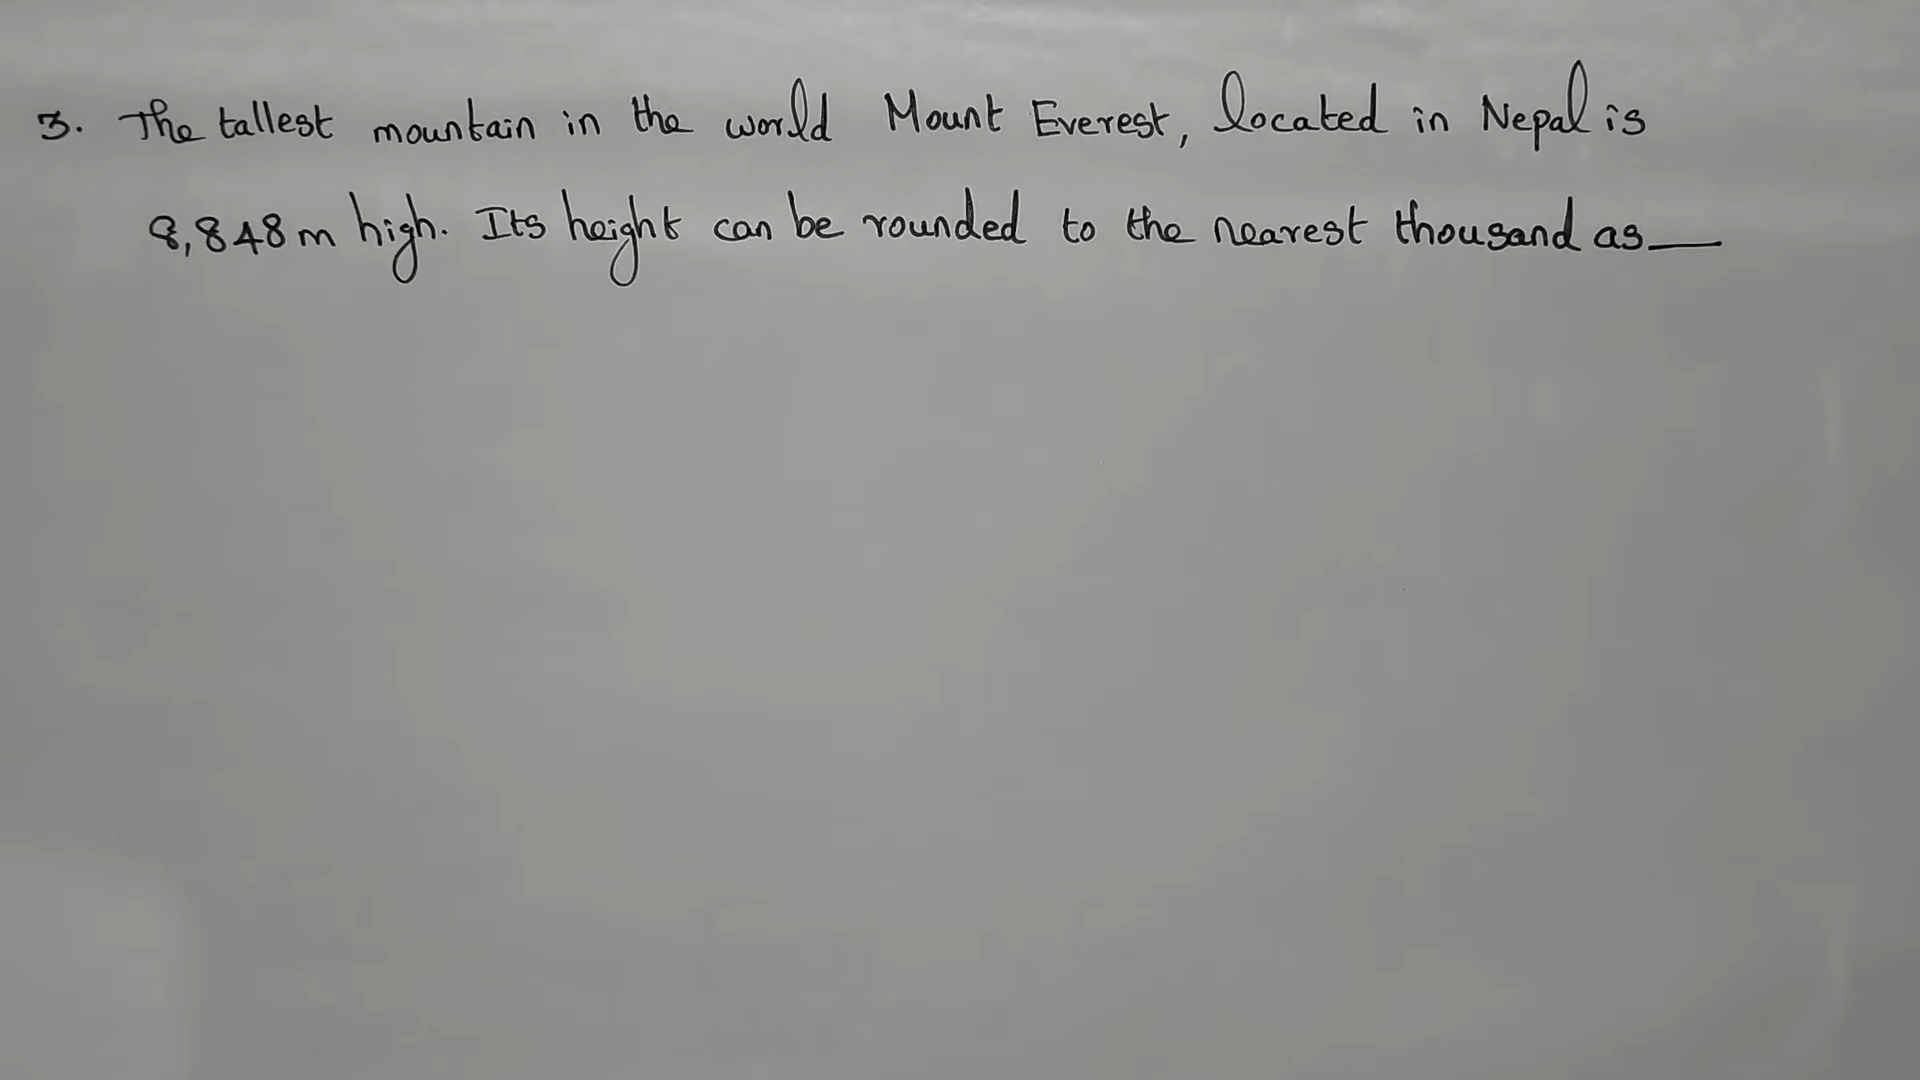 3. The tallest mountain in the world Mount Everest, located in Nepal is
8,848m high. Its height can be rounded to the nearest thousand as___